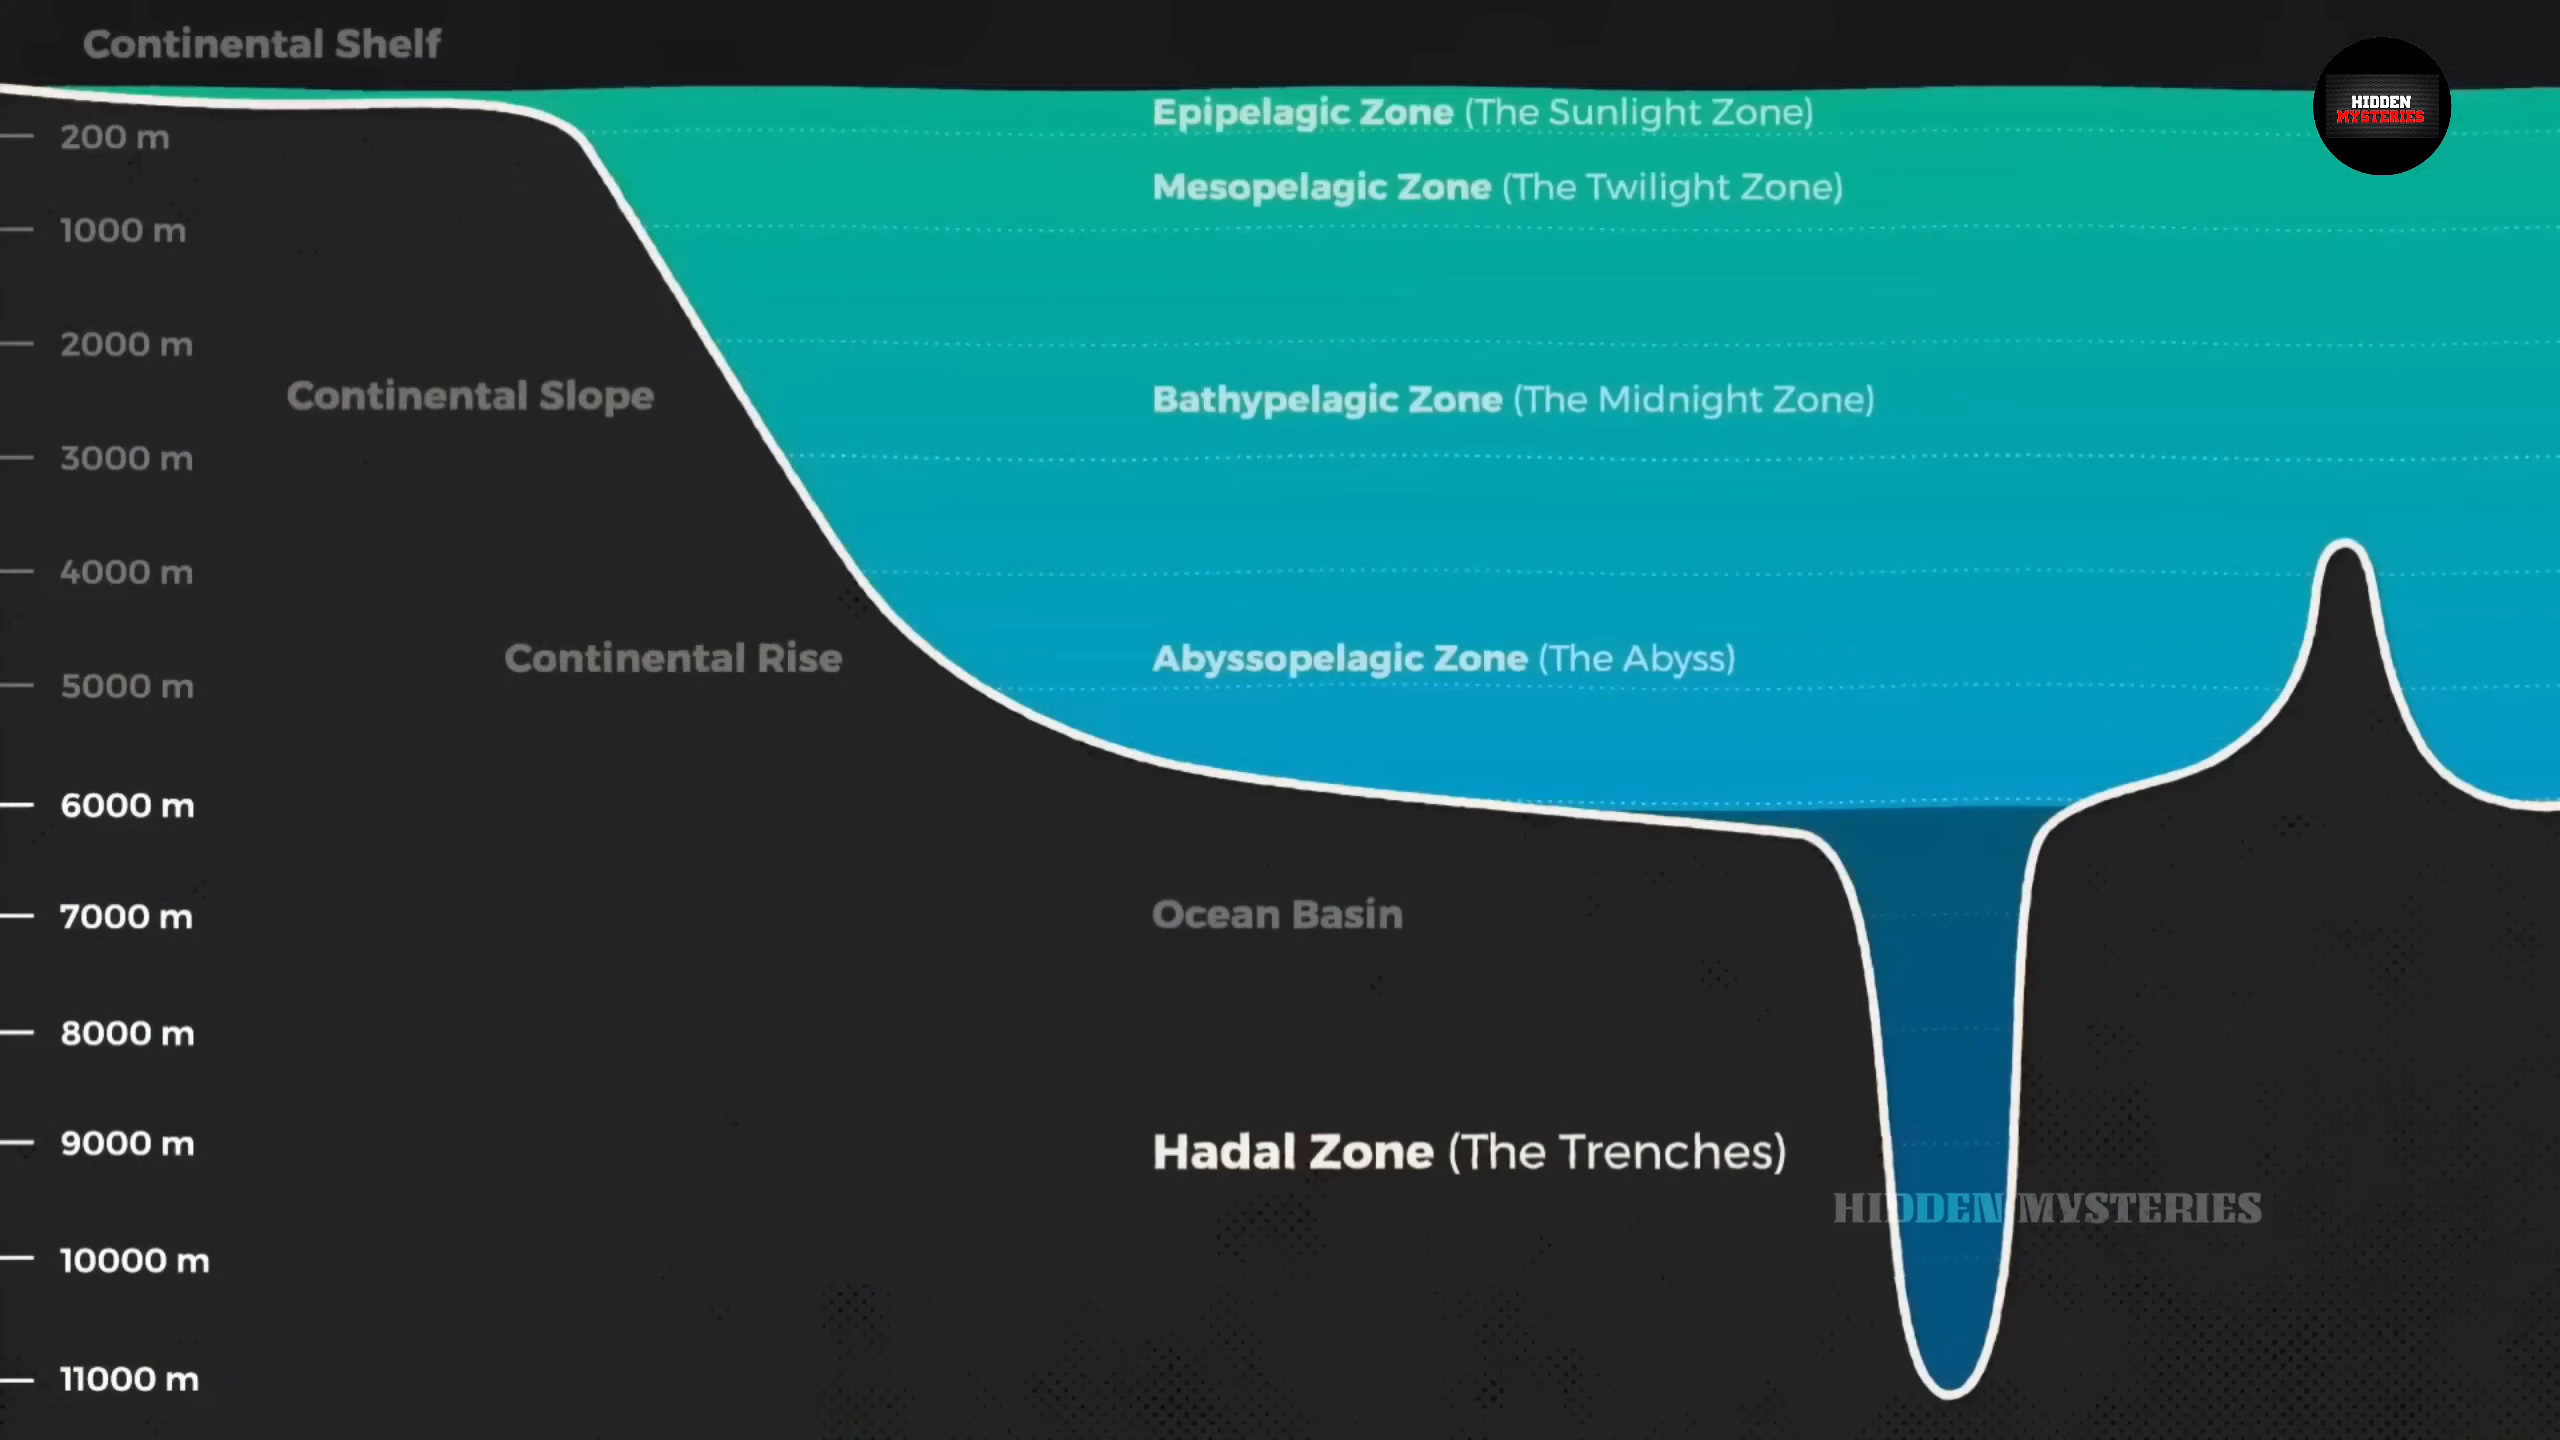 Continental Shelf
HIDDEN
MYSTERIES
Epipelagic Zone (The Sunlight Zone)
200 m
Mesopelagic Zone (The Twilight Zone)
1000 m
2000 m
Continental Slope
Bathypelagic Zone (The Midnight Zone)
3000 m
4000 m
Continental Rise
Abyssopelagic Zone (The Abyss)
5000 m
6000 m
7000 m
Ocean Basin
8000 m
9000 m
Hadal Zone (The Trenches)
HIDDEN MYSTERIES
10000 m
11000 m